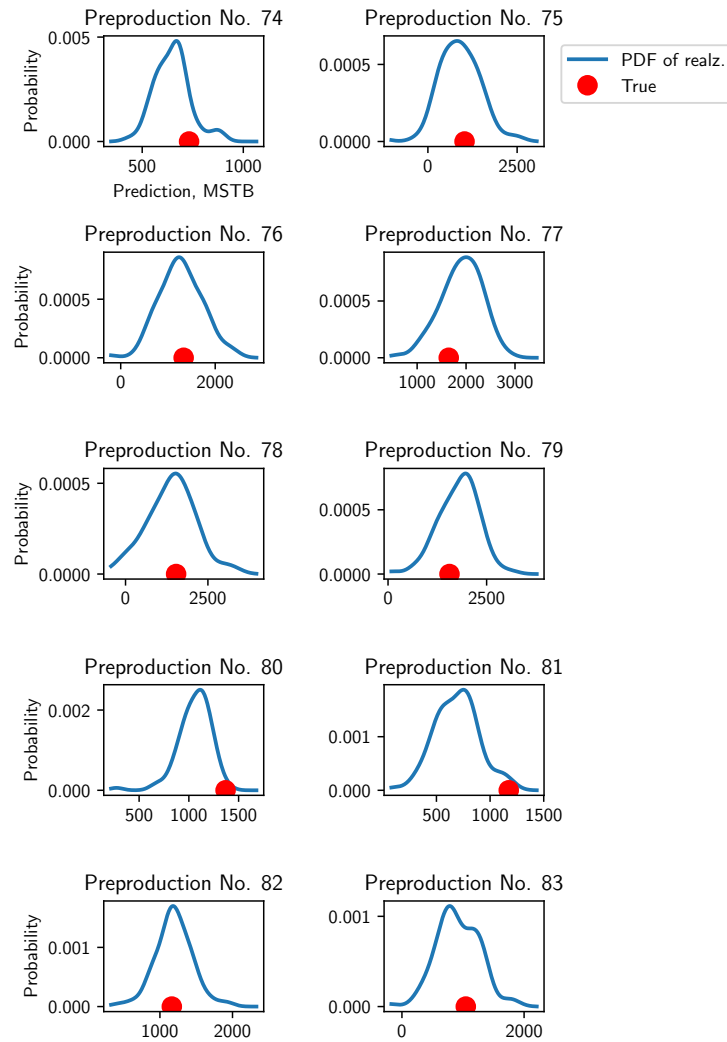 Preproduction No. 74
Preproduction No. 75
0.005
0.000
Probability
500
1000
Prediction, MSTB
0.0005
0.0000
0
2500
PDF of realz.
True
Preproduction No. 76
Preproduction No. 77
0.0005
0.0000
Probability
0
2000
0.0005
0.0000
1000
2000
3000
Preproduction No. 78
Preproduction No. 79
0.0005
0.0000
Probability
0
2500
0.0005
0.0000
0
2500
Preproduction No. 80
Preproduction No. 81
0.002
0.000
Probability
500
1000
1500
0.001
0.000
500
1000
1500
Preproduction No. 82
Preproduction No. 83
0.001
0.000
Probability
1000
2000
0.001
0.000
0
2000